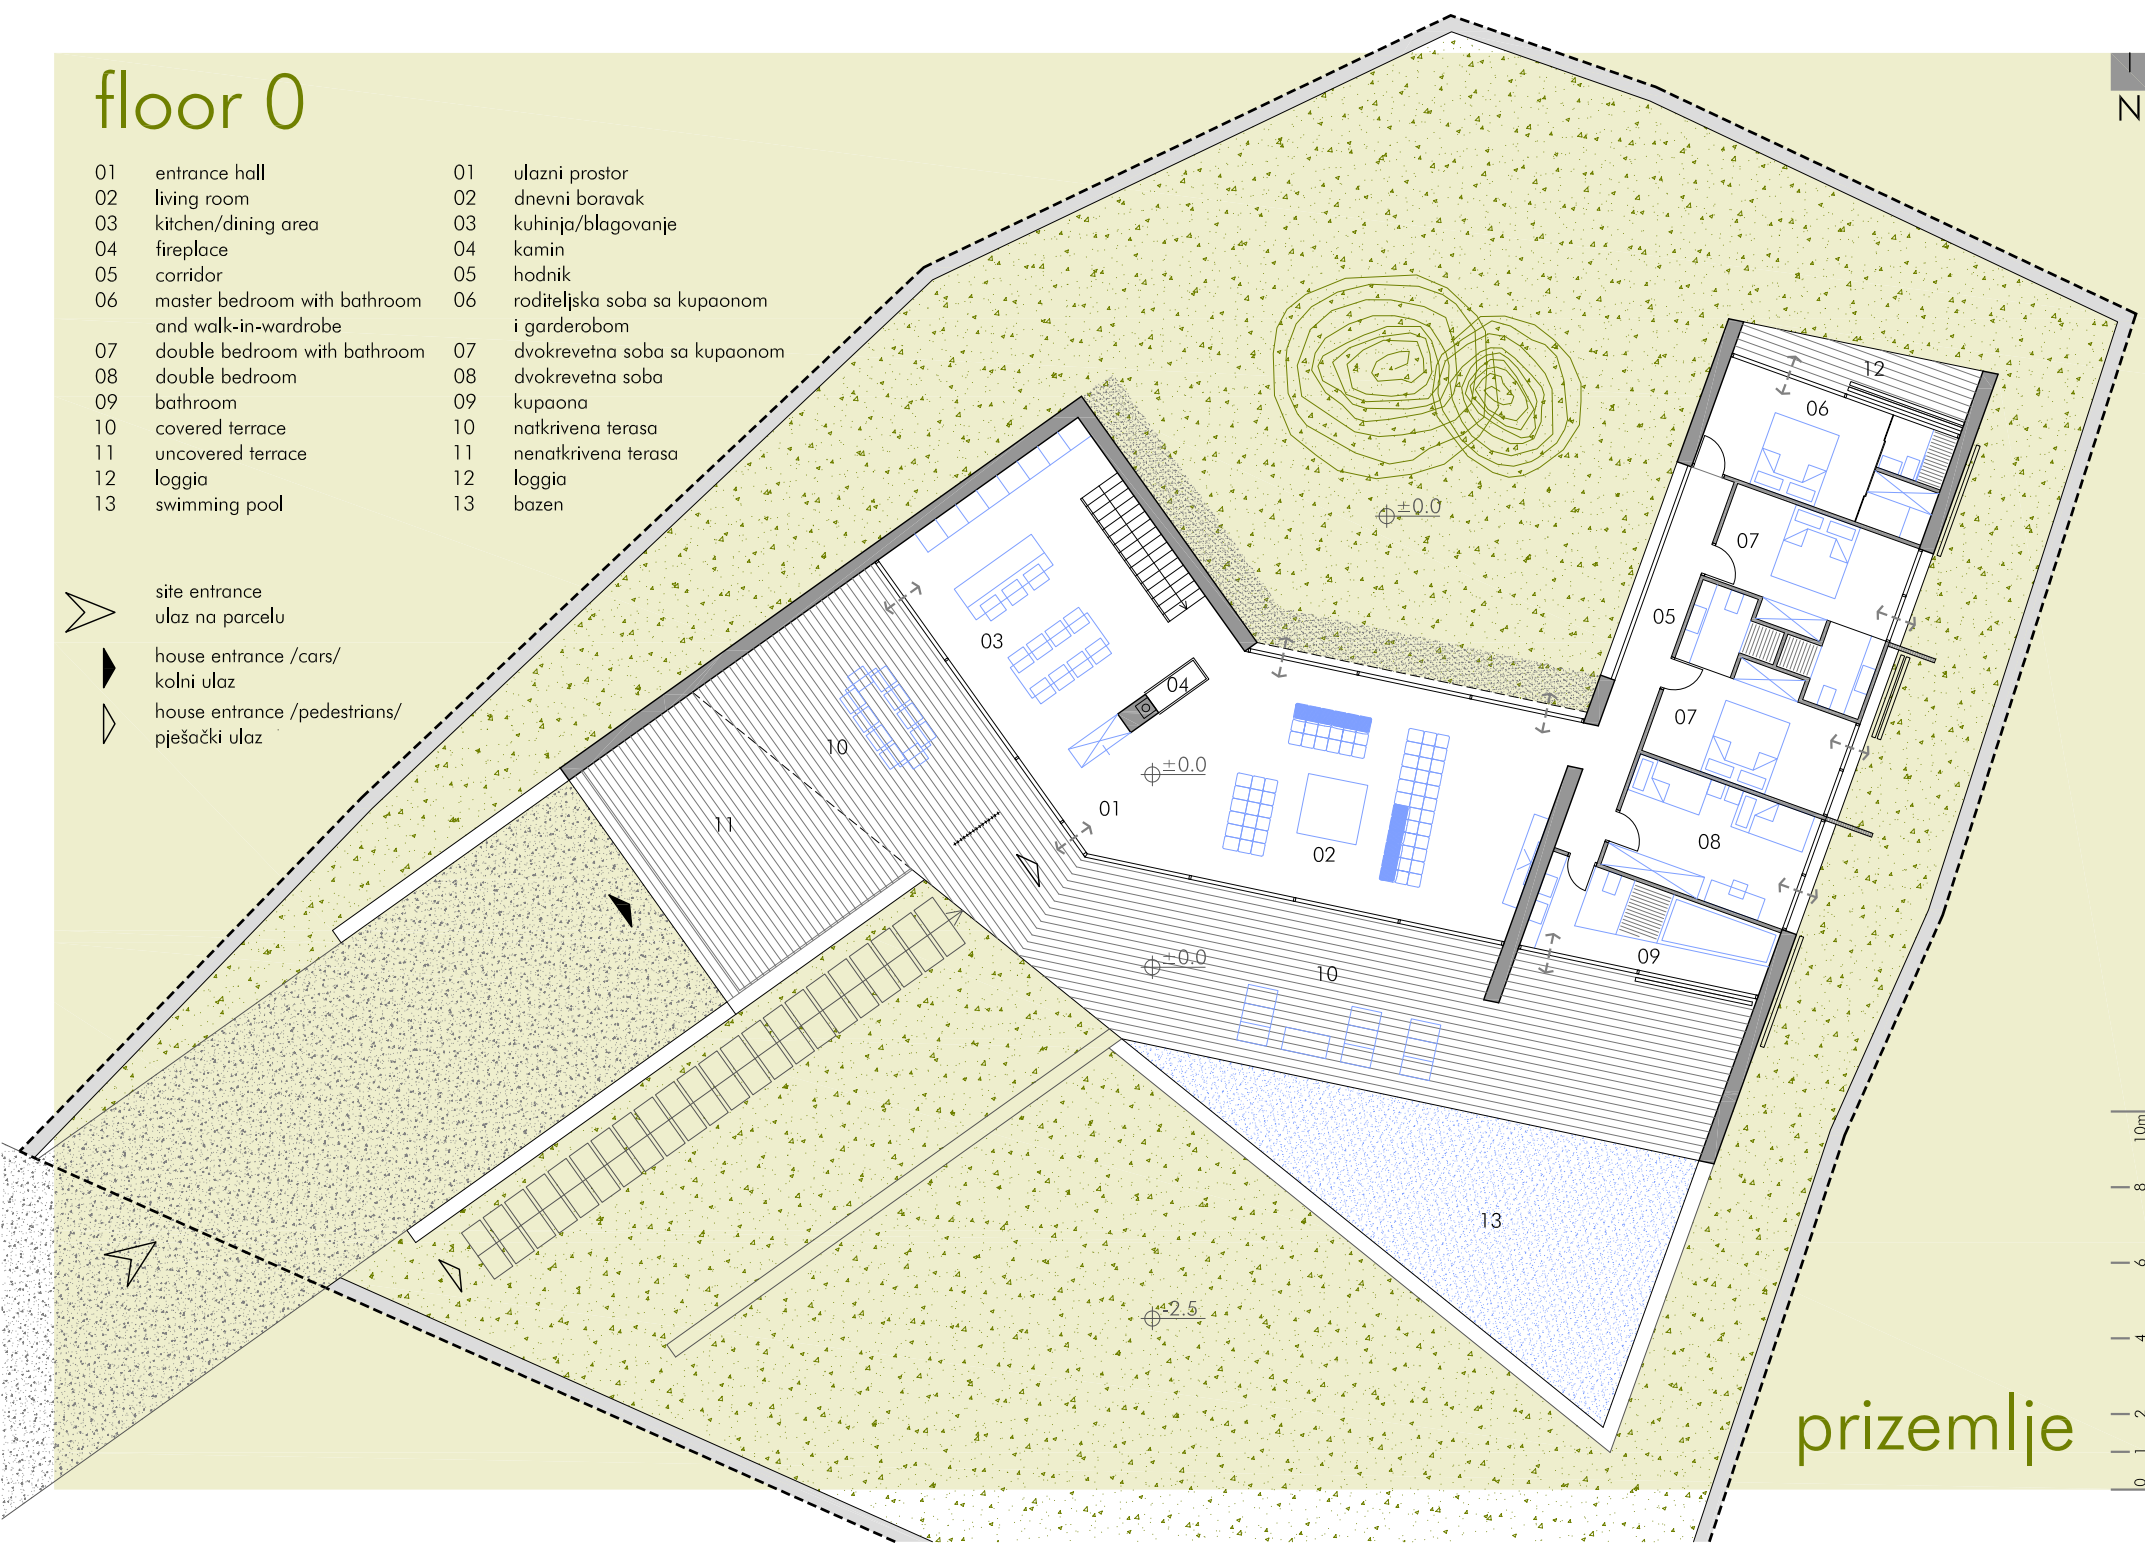 floor 0
01 entrance hall
02 living room
03 kitchen/dining area
04 fireplace
05 corridor
06 master bedroom with bathroom
and walk-in-wardrobe
07 double bedroom with bathroom
08 double bedroom
09 bathroom
10 covered terrace
11 uncovered terrace
12 loggia
13 swimming pool
01 ulazni prostor
02 dnevni boravak
03 kuhinja/blagovanje
04 kamin
05 hodnik
06 roditeljska soba sa kupaonom
i garderobom
07 dvokrevetna soba sa kupaonom
08 dvokrevetna soba
09 kupaona
10 natkrivena terasa
11 nenatkrivena terasa
12 loggia
13 bazen
site entrance
ulaz na parcelu
house entrance /cars/
kolni ulaz
house entrance /pedestrians/
pješački ulaz
N
12
06
±0.0
07
05
03
04
07
10
±0.0
01
11
08
02
±0.0
10
09
13
-2.5
10m
8
6
4
2
1
0
prizemlje